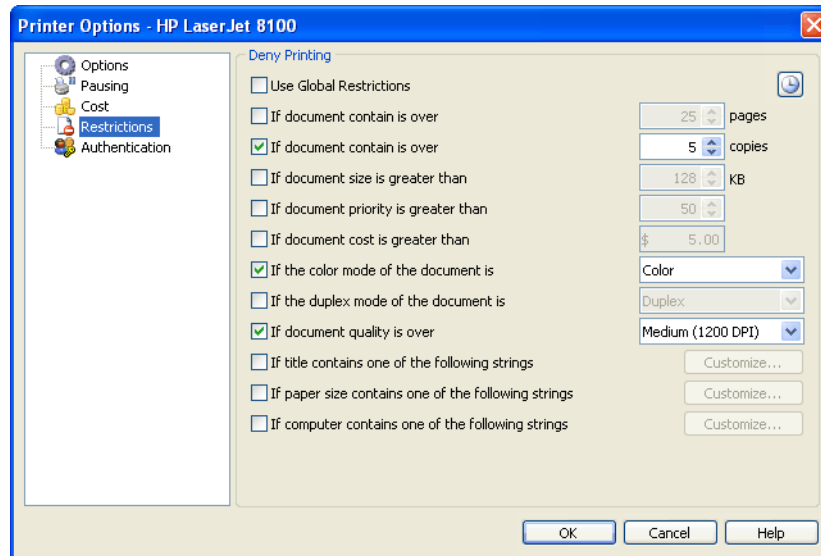 Printer Options - HP LaserJet 8100
Options
Pausing
Cost
Restrictions
Authentication
Deny Printing
Use Global Restrictions
If document contain is over 25 pages
If document contain is over 5 copies
If document size is greater than 128 KB
If document priority is greater than 50
If document cost is greater than $ 5.00
If the color mode of the document is Color
If the duplex mode of the document is Duplex
If document quality is over Medium (1200 DPI)
If title contains one of the following strings Customize...
If paper size contains one of the following strings Customize...
If computer contains one of the following strings Customize...
OK Cancel Help